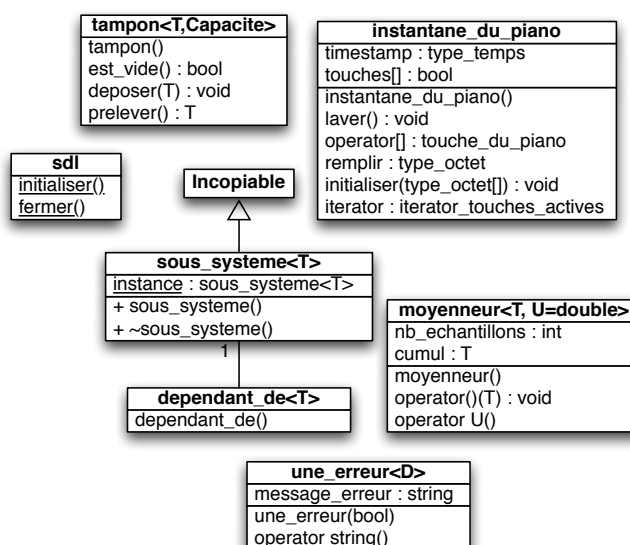 tampon<T,Capacite>
tampon()
est_vide() : bool
deposer(T) : void
prelever() : T
instantane_du_piano
timestamp : type_temps
touches[] : bool
instantane_du_piano()
laver() : void
operator[] : touche_du_piano
remplir : type_octet
initialiser(type_octet[]) : void
iterator : iterator_touches_actives
sdl
initialiser()
fermer()
Incopiable
sous_systeme<T>
instance : sous_systeme<T>
+ sous_systeme()
+ ~sous_systeme()
1
dependant_de<T>
dependant_de()
moyenneur<T, U=double>
nb_echantillons : int
cumul : T
moyenneur()
operator()(T) : void
operator U()
une_erreur<D>
message_erreur : string
une_erreur(bool)
operator string()